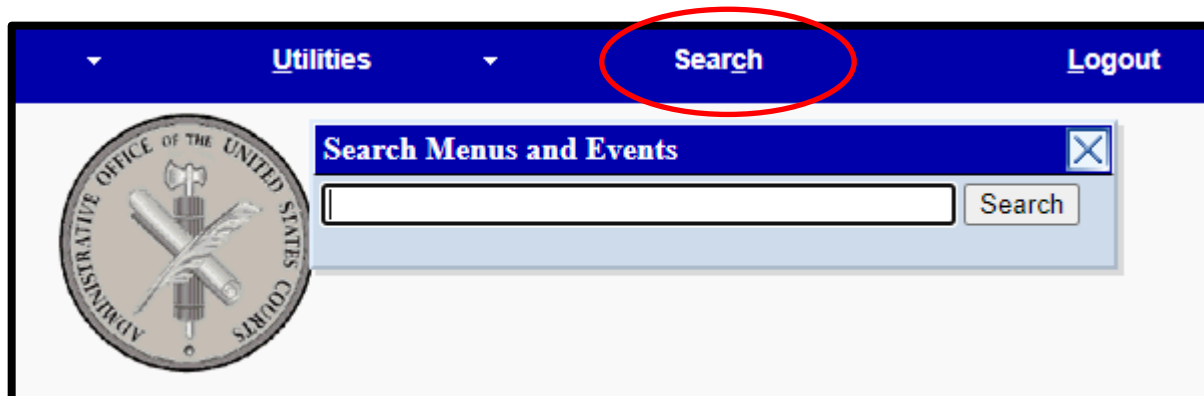 Utilities Search Logout
Search Menus and Events
Search
ADMINISTRATIVE OFFICE OF THE UNITED STATES COURTS